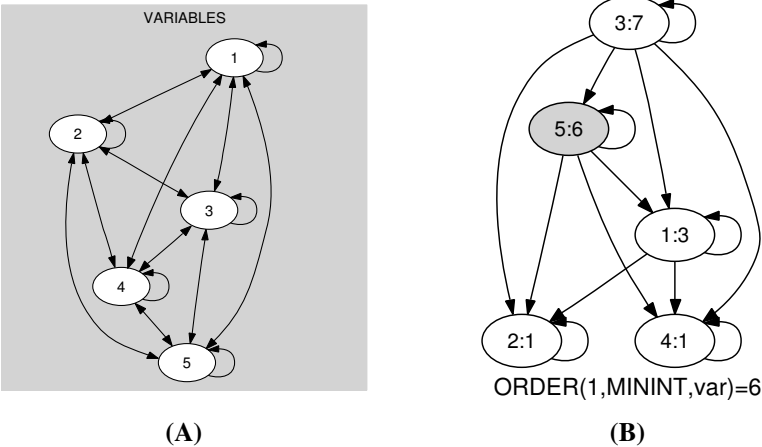 VARIABLES
1
2
3
4
5
(A)
3:7
5:6
1:3
2:1
4:1
ORDER(1,MININT,var)=6
(B)